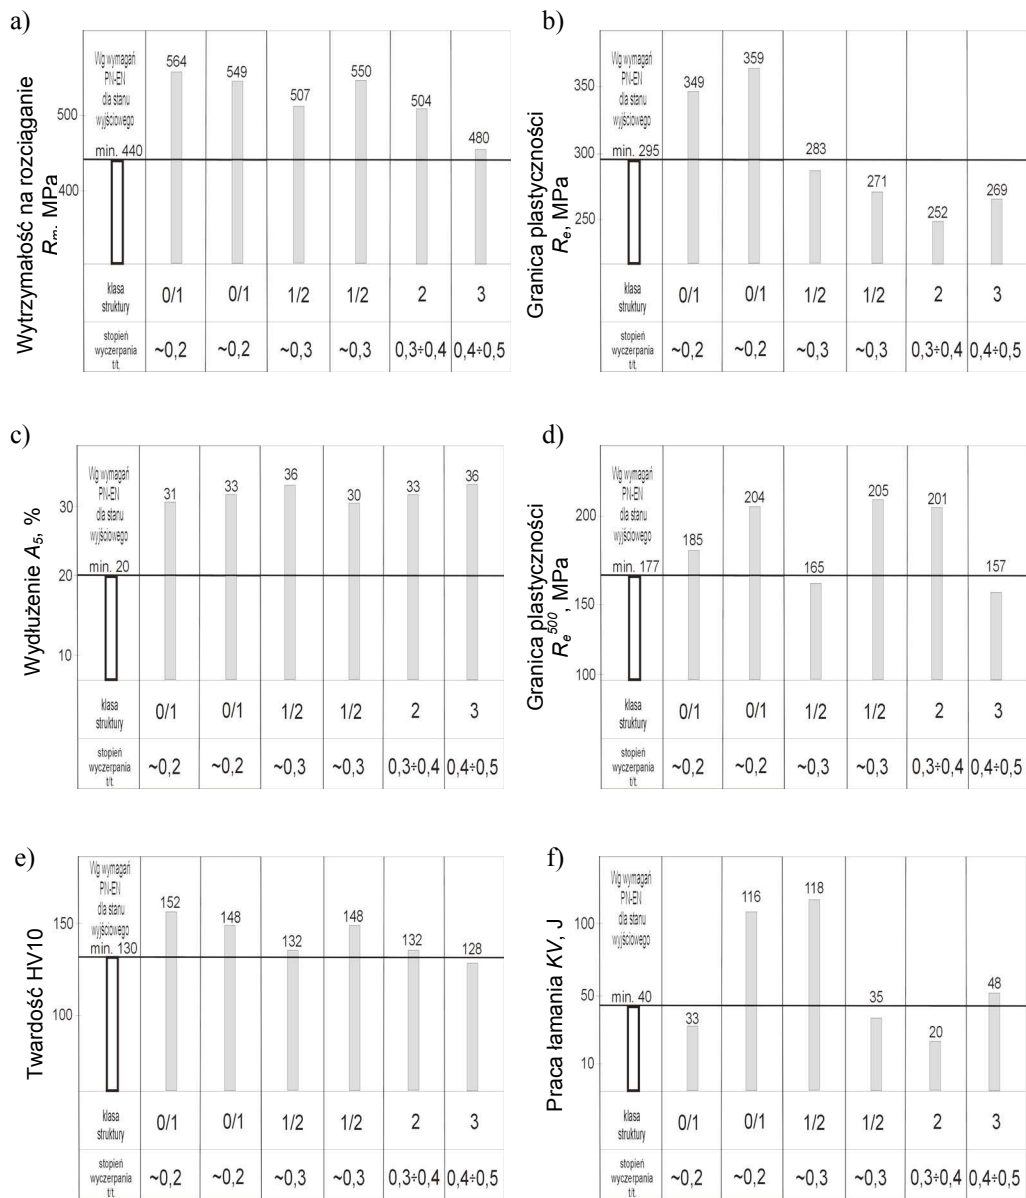 a)
Wytrzymałość na rozciąganie
Rm, MPa
Wg wymagań
PN-EN
dla stanu
wyjściowego
min. 440
500
400
564
549
507
550
504
480
klasa
struktury
0/1
0/1
1/2
1/2
2
3
stopień
wyczerpania
t/t.
~0,2
~0,2
~0,3
~0,3
0,3÷0,4
0,4÷0,5
b)
Granica plastyczności
Re, MPa
Wg wymagań
PN-EN
dla stanu
wyjściowego
min. 295
350
300
250
349
359
283
271
252
269
klasa
struktury
0/1
0/1
1/2
1/2
2
3
stopień
wyczerpania
t/t.
~0,2
~0,2
~0,3
~0,3
0,3÷0,4
0,4÷0,5
c)
Wydłużenie A5, %
Wg wymagań
PN-EN
dla stanu
wyjściowego
min. 20
30
20
10
31
33
36
30
33
36
klasa
struktury
0/1
0/1
1/2
1/2
2
3
stopień
wyczerpania
t/t.
~0,2
~0,2
~0,3
~0,3
0,3÷0,4
0,4÷0,5
d)
Granica plastyczności
Re500, MPa
Wg wymagań
PN-EN
dla stanu
wyjściowego
min. 177
200
150
100
185
204
165
205
201
157
klasa
struktury
0/1
0/1
1/2
1/2
2
3
stopień
wyczerpania
t/t.
~0,2
~0,2
~0,3
~0,3
0,3÷0,4
0,4÷0,5
e)
Twardość HV10
Wg wymagań
PN-EN
dla stanu
wyjściowego
min. 130
150
100
152
148
132
148
132
128
klasa
struktury
0/1
0/1
1/2
1/2
2
3
stopień
wyczerpania
t/t.
~0,2
~0,2
~0,3
~0,3
0,3÷0,4
0,4÷0,5
f)
Praca łamania KV, J
Wg wymagań
PN-EN
dla stanu
wyjściowego
min. 40
100
50
10
33
116
118
35
20
48
klasa
struktury
0/1
0/1
1/2
1/2
2
3
stopień
wyczerpania
t/t.
~0,2
~0,2
~0,3
~0,3
0,3÷0,4
0,4÷0,5